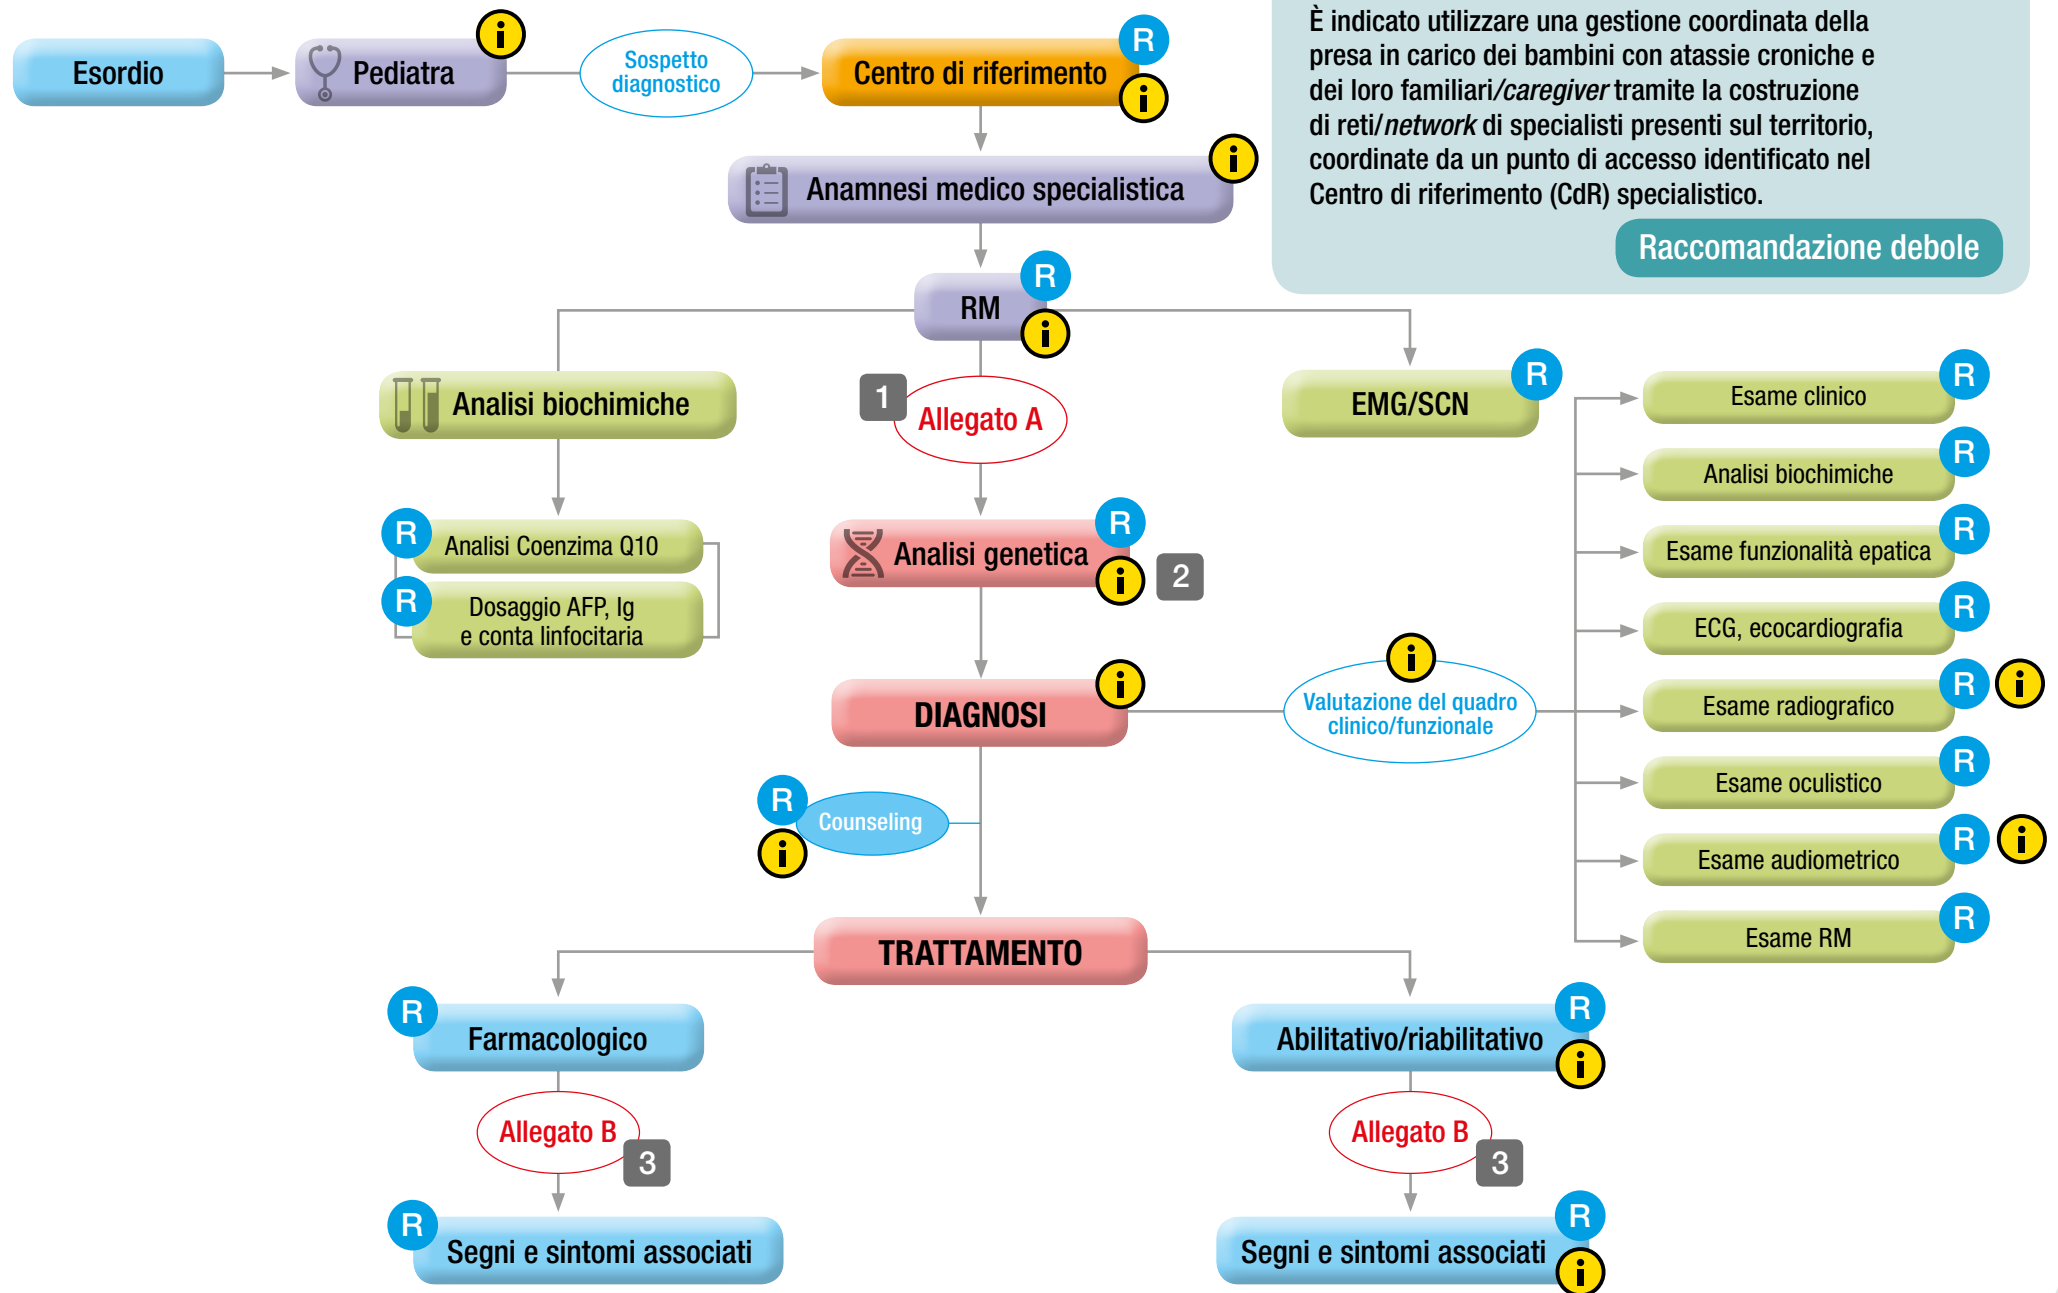 È indicato utilizzare una gestione coordinata della
presa in carico dei bambini con atassie croniche e
dei loro familiari/caregiver tramite la costruzione
di reti/network di specialisti presenti sul territorio,
coordinate da un punto di accesso identificato nel
Centro di riferimento (CdR) specialistico.
Raccomandazione debole
Esordio
Pediatra
i
Sospetto
diagnostico
Centro di riferimento
R
i
Anamnesi medico specialistica
i
RM
R
i
Analisi biochimiche
1
Allegato A
EMG/SCN
R
R
Analisi Coenzima Q10
R
Dosaggio AFP, Ig
e conta linfocitaria
Analisi genetica
R
i
2
DIAGNOSI
i
i
Valutazione del quadro
clinico/funzionale
Esame clinico
R
Analisi biochimiche
R
Esame funzionalità epatica
R
ECG, ecocardiografia
R
Esame radiografico
R
i
Esame oculistico
R
Esame audiometrico
R
i
Esame RM
R
R
i
Counseling
TRATTAMENTO
R
Farmacologico
Allegato B
3
R
Segni e sintomi associati
Abilitativo/riabilitativo
R
i
Allegato B
3
Segni e sintomi associati
R
i